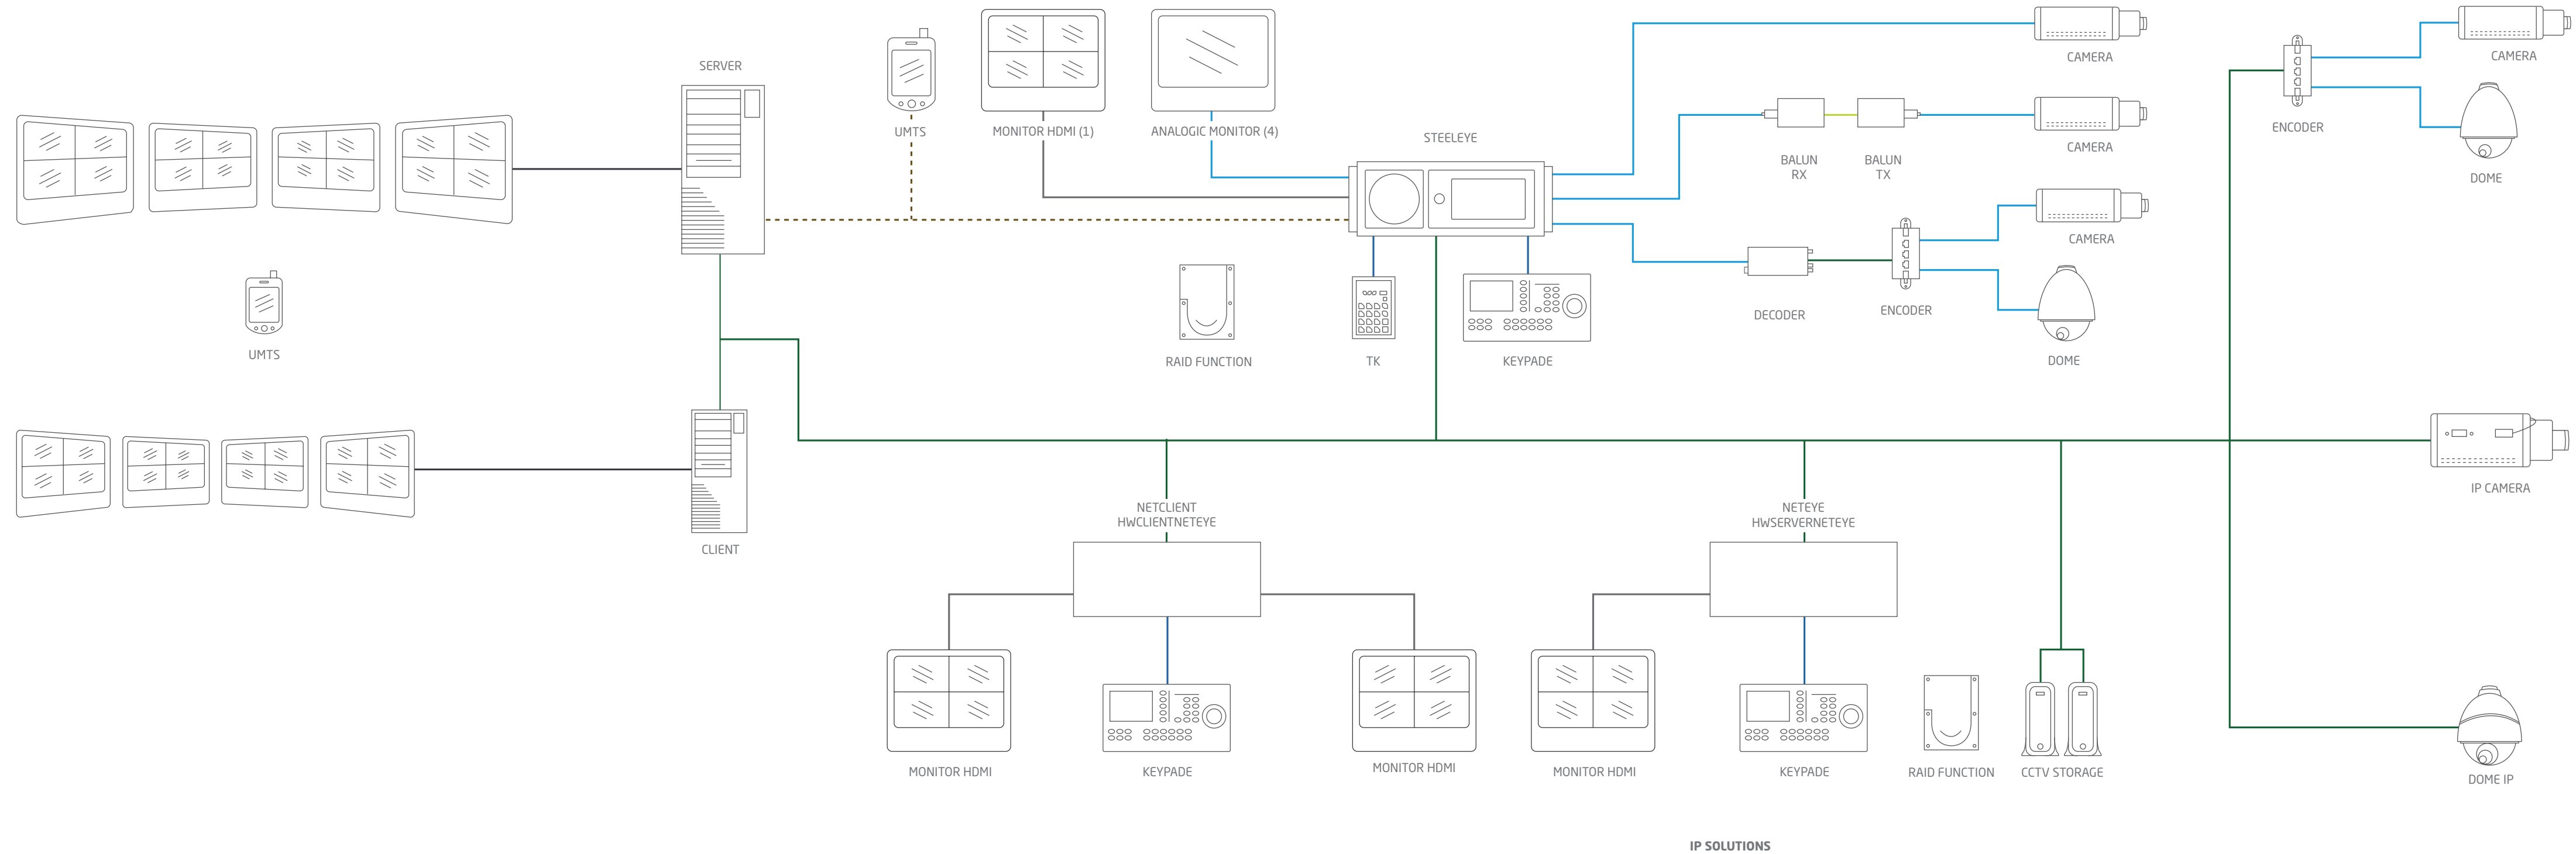 SERVER
UMTS
MONITOR HDMI (1)
ANALOGIC MONITOR (4)
STEELEYE
CAMERA
CAMERA
ENCODER
DOME
BALUN
RX
BALUN
TX
CAMERA
CAMERA
DECODER
ENCODER
DOME
UMTS
RAID FUNCTION
TK
KEYPADE
CLIENT
NETCLIENT
HWCLIENTNETEYE
NETEYE
HWSERVERNETEYE
IP CAMERA
MONITOR HDMI
KEYPADE
MONITOR HDMI
MONITOR HDMI
KEYPADE
RAID FUNCTION
CCTV STORAGE
DOME IP
IP SOLUTIONS